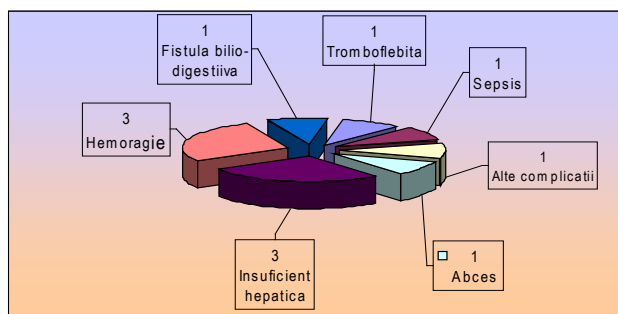 1
Fistula bilio-
digestiiva
1
Tromboflebita
1
Sepsis
3
Hemoragie
1
Alte complicatii
3
Insuficient
hepatica
1
Abces